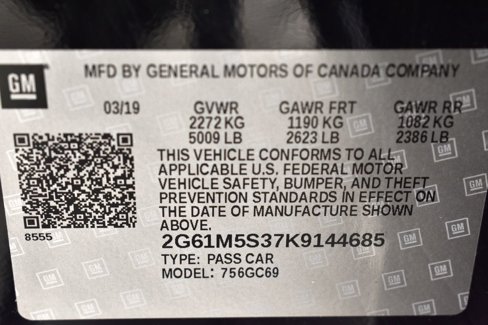 GM
MFD BY GENERAL MOTORS OF CANADA COMPANY
03/19 GVWR GAWR FRT GAWR RR
2272 KG 1190 KG 1082 KG
5009 LB 2623 LB 2386 LB
THIS VEHICLE CONFORMS TO ALL
APPLICABLE U.S. FEDERAL MOTOR
VEHICLE SAFETY, BUMPER, AND THEFT
PREVENTION STANDARDS IN EFFECT ON
THE DATE OF MANUFACTURE SHOWN
ABOVE.
8555
2G61M5S37K9144685
TYPE: PASS CAR
MODEL: 756GC69